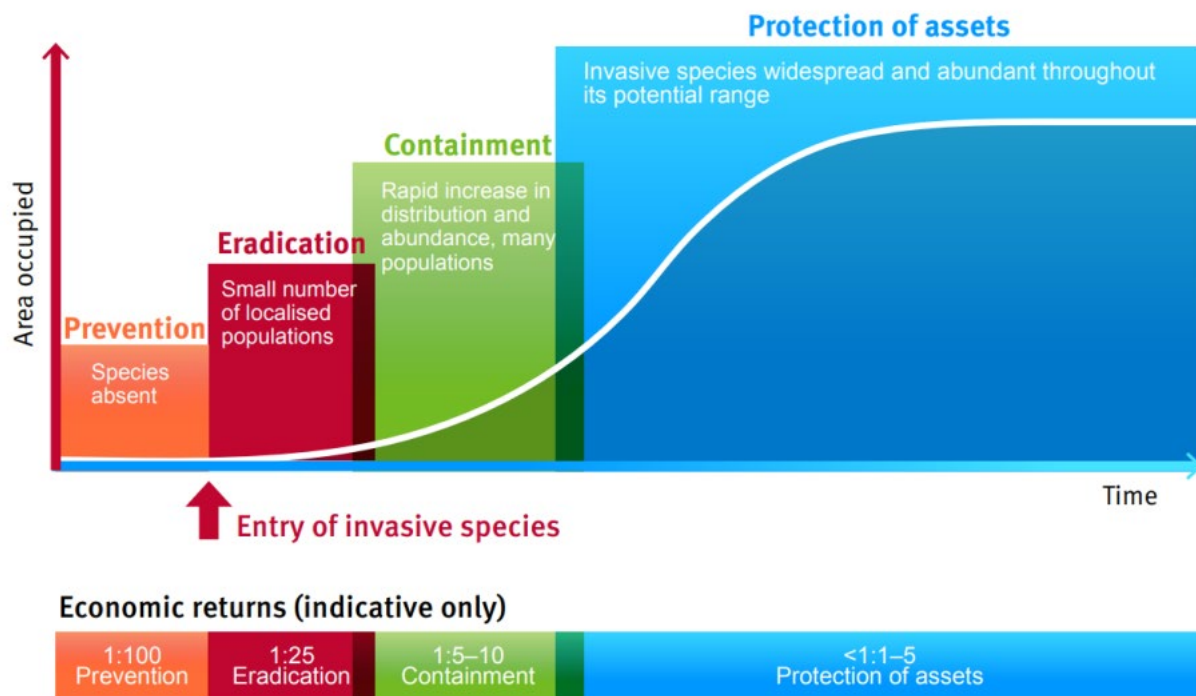 Protection of assets
Invasive species widespread and abundant throughout
its potential range
Containment
Rapid increase in
distribution and
abundance, many
populations
Eradication
Small number
of localised
populations
Prevention
Species
absent
Area occupied
Time
Entry of invasive species
Economic returns (indicative only)
1:100
Prevention
1:25
Eradication
1:5–10
Containment
<1:1–5
Protection of assets